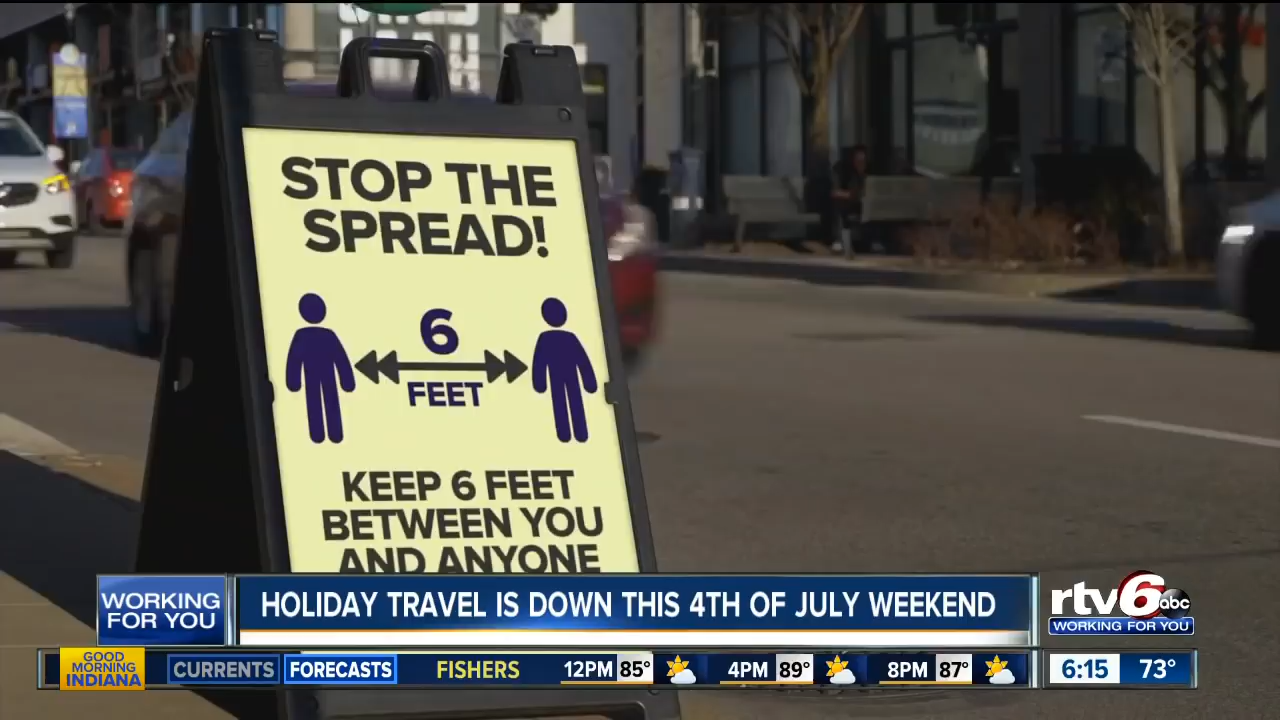 STOP THE
SPREAD!
6
FEET
KEEP 6 FEET
BETWEEN YOU
AND ANYONE
WORKING
FOR YOU
HOLIDAY TRAVEL IS DOWN THIS 4TH OF JULY WEEKEND
rtv6 abc
WORKING FOR YOU
GOOD
MORNING
INDIANA
CURRENTS FORECASTS FISHERS 12PM 85° 4PM 89° 8PM 87°
6:15 73°